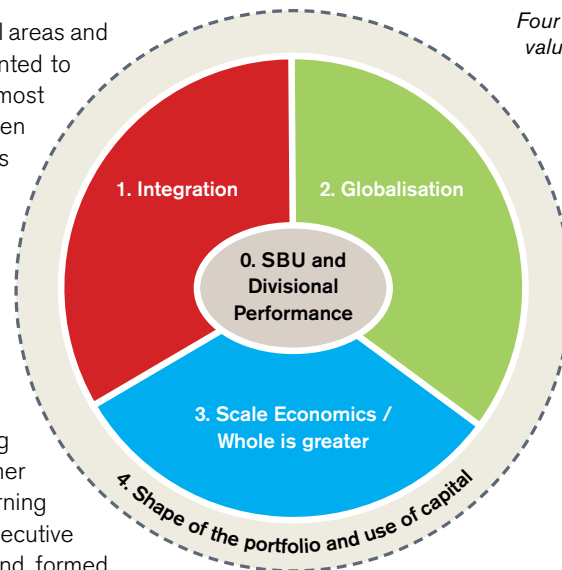 l areas and
nted to
most
en
s
g
her
rning
ecutive
nd formed
Four
valu
1. Integration
2. Globalisation
0. SBU and
Divisional
Performance
3. Scale Economics /
Whole is greater
4. Shape of the portfolio and use of capital